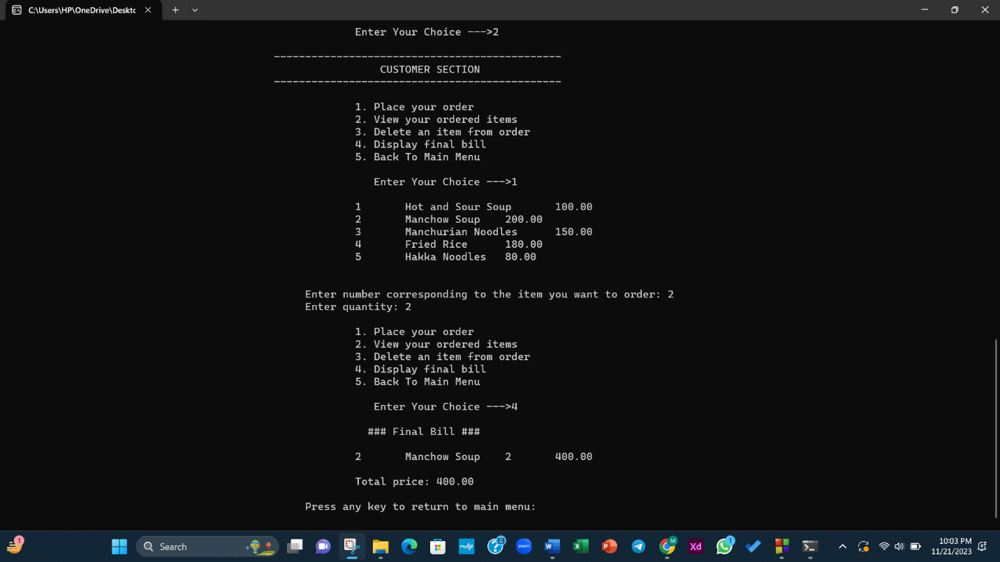 C:\Users\HP\OneDrive\Deskto
Enter Your Choice --->2
----------------------------------------------
CUSTOMER SECTION
----------------------------------------------
1. Place your order
2. View your ordered items
3. Delete an item from order
4. Display final bill
5. Back To Main Menu
Enter Your Choice --->1
1 Hot and Sour Soup 100.00
2 Manchow Soup 200.00
3 Manchurian Noodles 150.00
4 Fried Rice 180.00
5 Hakka Noodles 80.00
Enter number corresponding to the item you want to order: 2
Enter quantity: 2
1. Place your order
2. View your ordered items
3. Delete an item from order
4. Display final bill
5. Back To Main Menu
Enter Your Choice --->4
### Final Bill ###
2 Manchow Soup 2 400.00
Total price: 400.00
Press any key to return to main menu:
1 Search myhp zoom W X P M Xd 1 10:03 PM
11/21/2023